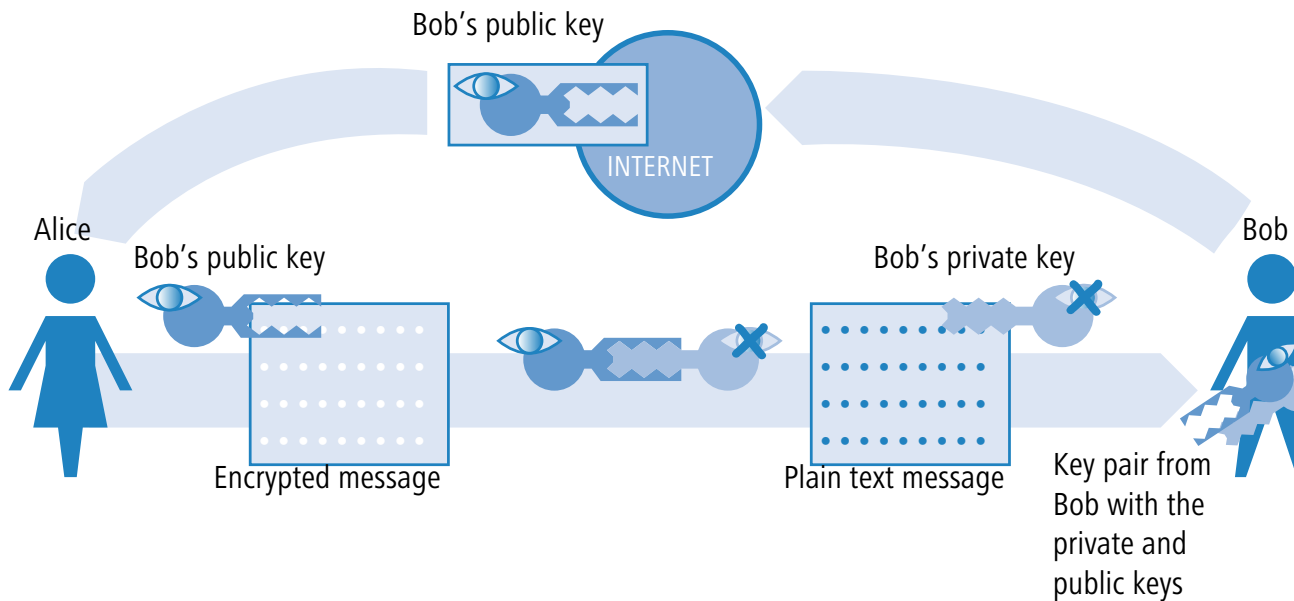 Bob’s public key
INTERNET
Alice
Bob
Bob’s public key
Bob’s private key
Encrypted message
Plain text message
Key pair from
Bob with the
private and
public keys